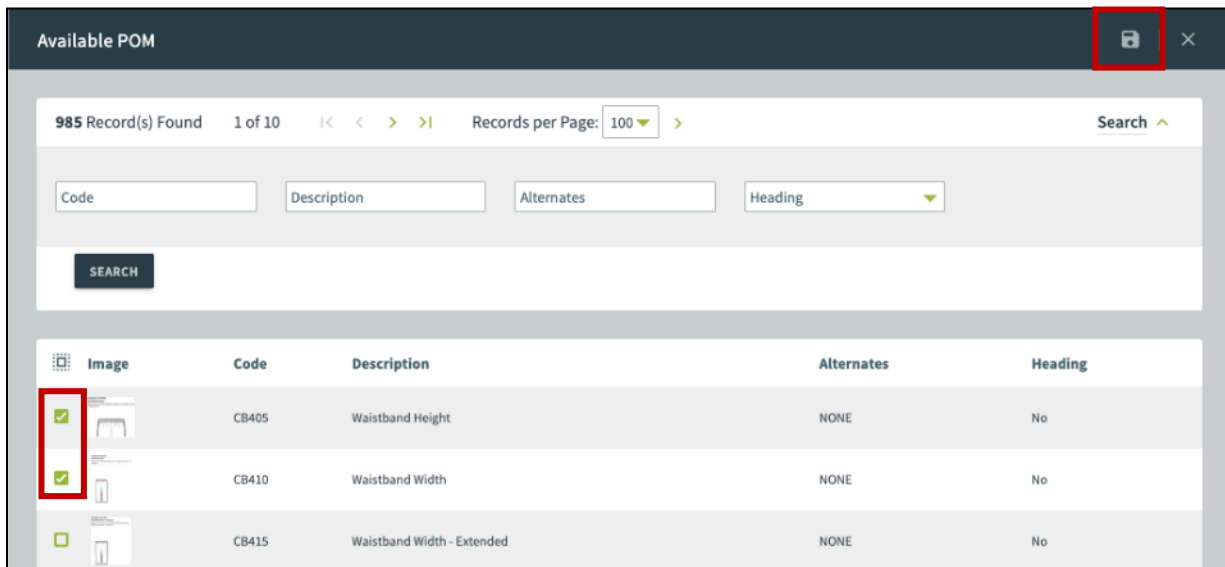 Available POM
985 Record(s) Found 1 of 10 Records per Page: 100 Search
Code Description Alternates Heading
SEARCH
Image Code Description Alternates Heading
CB405 Waistband Height NONE No
CB410 Waistband Width NONE No
CB415 Waistband Width - Extended NONE No